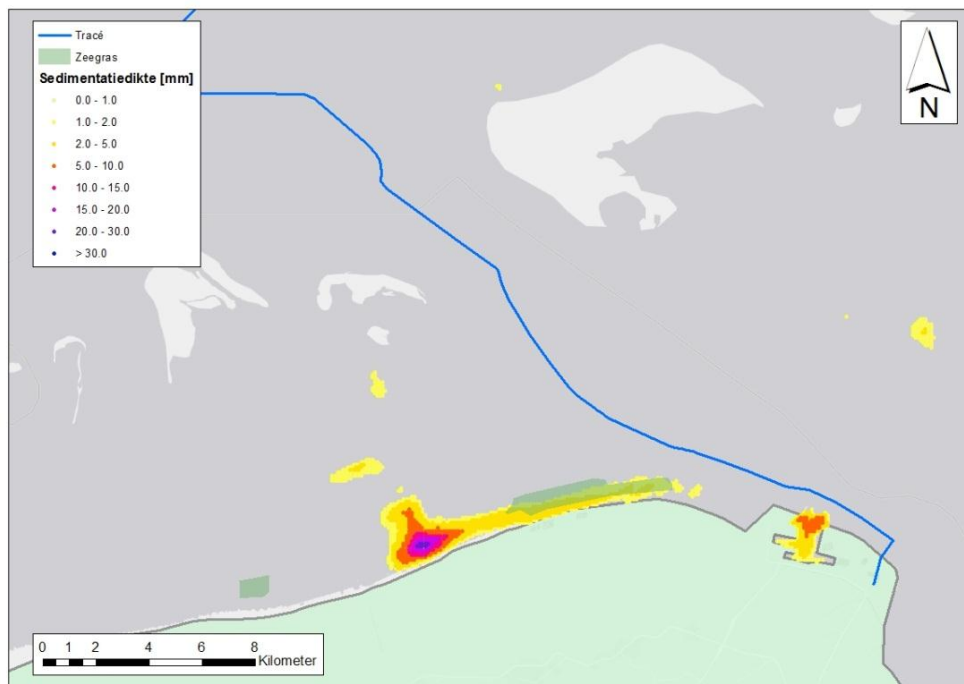 Tracé
Zeegras
Sedimentatiedikte [mm]
0.0 - 1.0
1.0 - 2.0
2.0 - 5.0
5.0 - 10.0
10.0 - 15.0
15.0 - 20.0
20.0 - 30.0
> 30.0
N
0 1 2 4 6 8
Kilometer